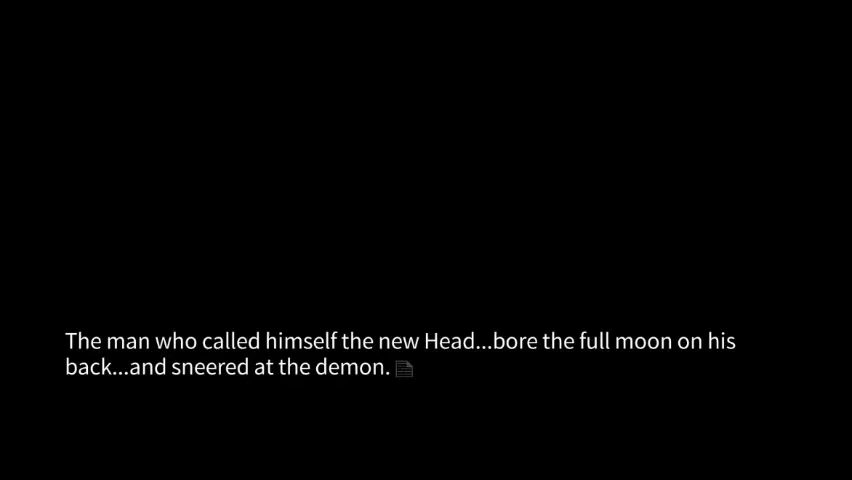 The man who called himself the new Head...bore the full moon on his
back...and sneered at the demon.